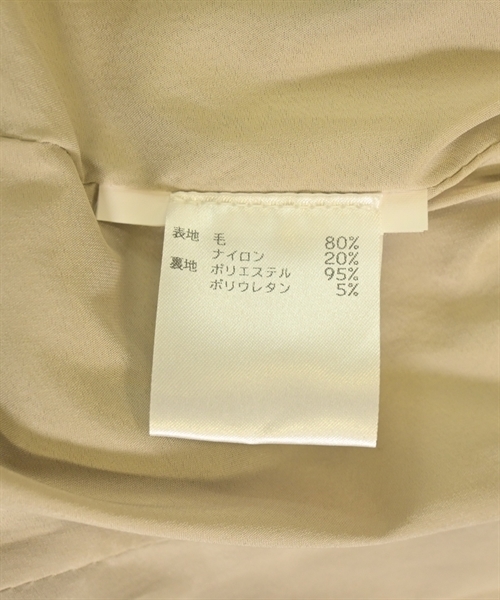 表地 毛 80%
ナイロン 20%
裏地 ポリエステル 95%
ポリウレタン 5%